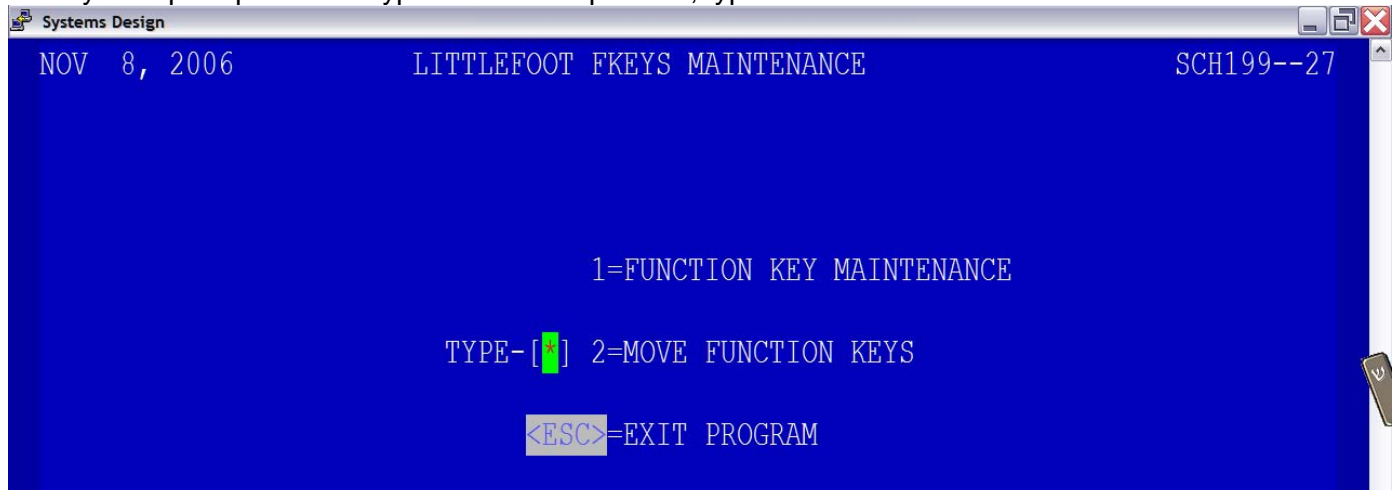 Systems Design
NOV 8, 2006 LITTLEFOOT FKEYS MAINTENANCE SCH199--27
1=FUNCTION KEY MAINTENANCE
TYPE-[*] 2=MOVE FUNCTION KEYS
<ESC>=EXIT PROGRAM
ש